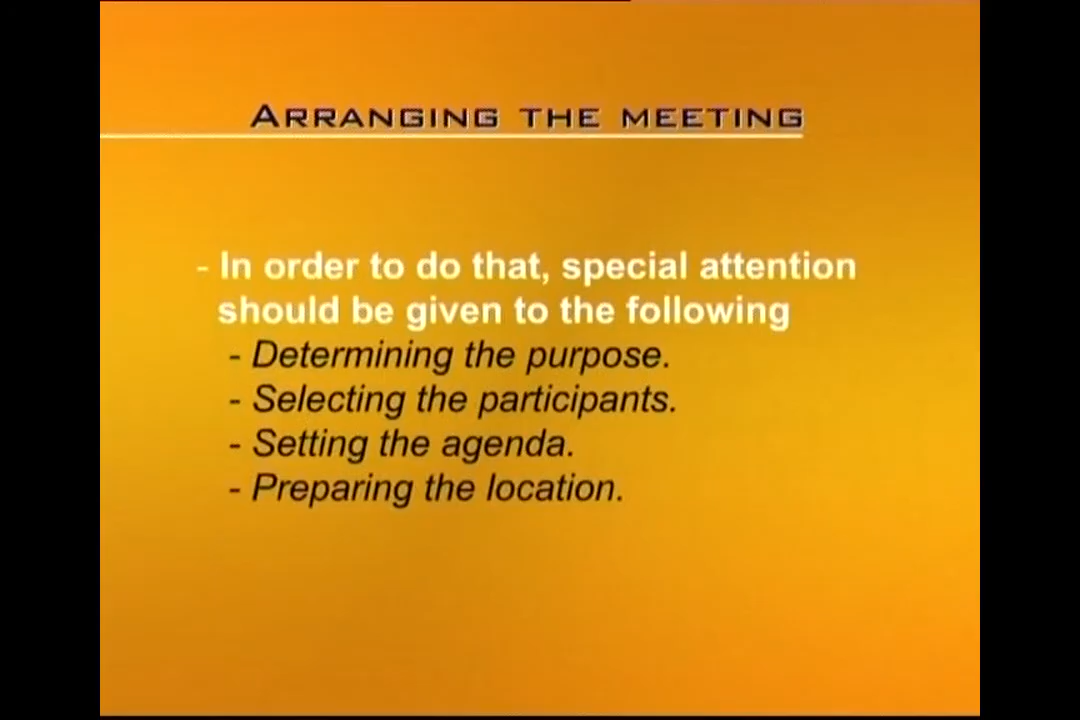 ARRANGING THE MEETING
- In order to do that, special attention
should be given to the following
- Determining the purpose.
- Selecting the participants.
- Setting the agenda.
- Preparing the location.